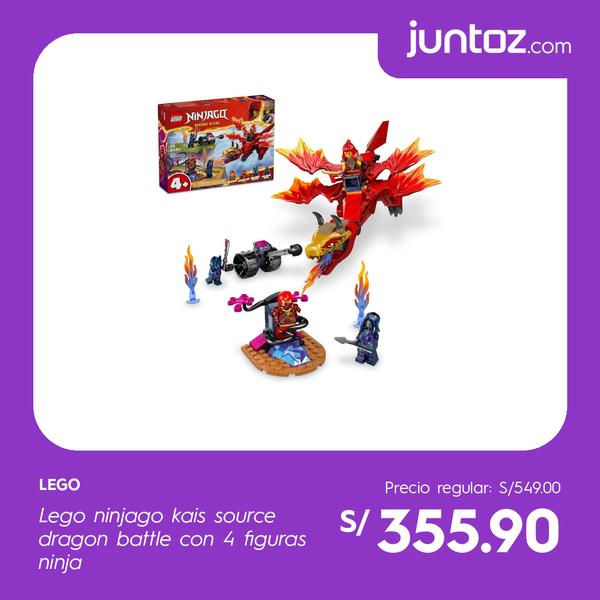 juntoz.com
LEGO NINJAGO
4+
LEGO
Precio regular: S/549.00
Lego ninjago kais source
dragon battle con 4 figuras
ninja
S/ 355.90